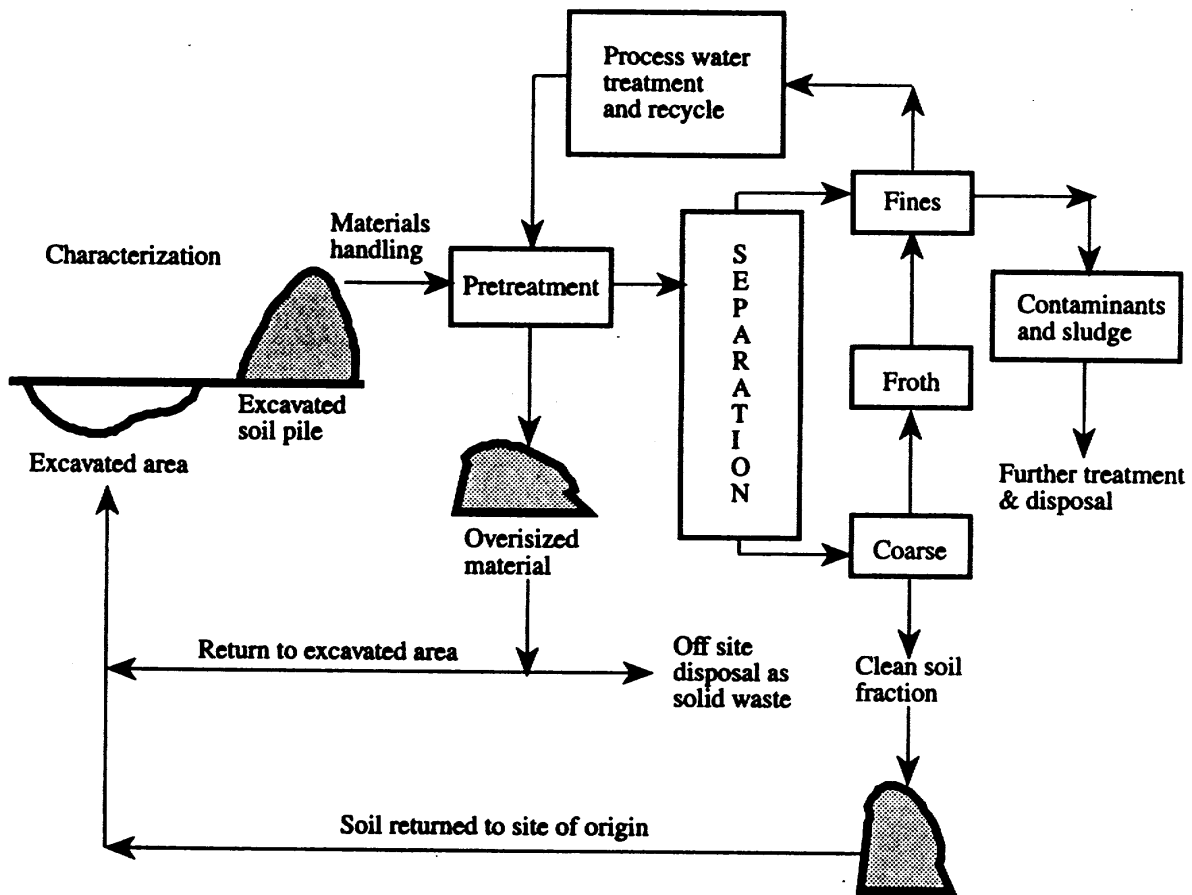 Process water
treatment
and recycle
Fines
Materials
handling
Characterization
Pretreatment
SEPARATION
Contaminants
and sludge
Froth
Excavated
soil pile
Excavated area
Further treatment
& disposal
Overisized
material
Coarse
Return to excavated area
Off site
disposal as
solid waste
Clean soil
fraction
Soil returned to site of origin